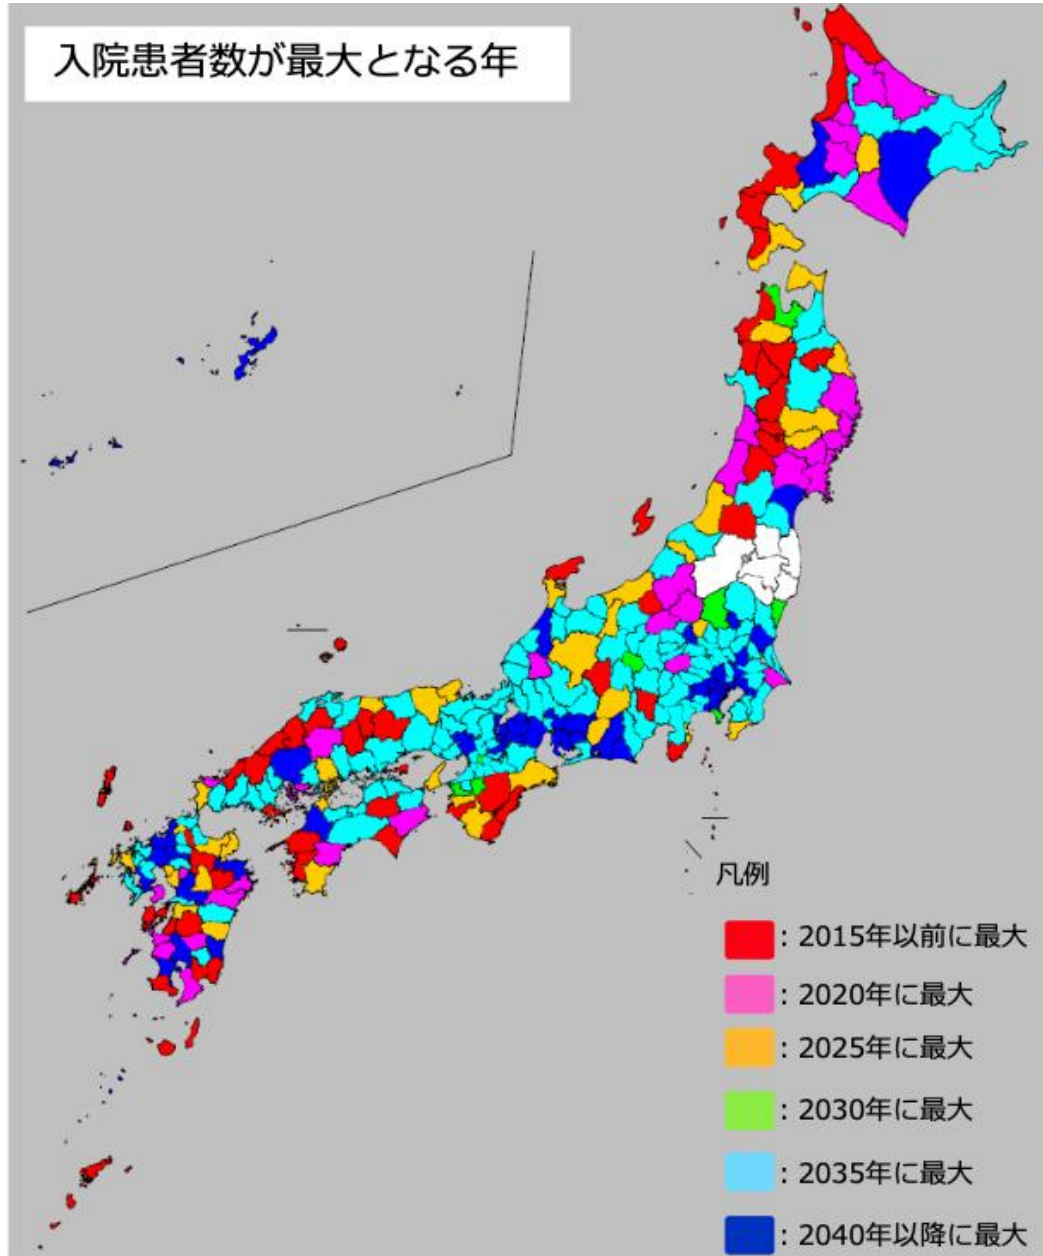 入院患者数が最大となる年
凡例
: 2015年以前に最大
: 2020年に最大
: 2025年に最大
: 2030年に最大
: 2035年に最大
: 2040年以降に最大